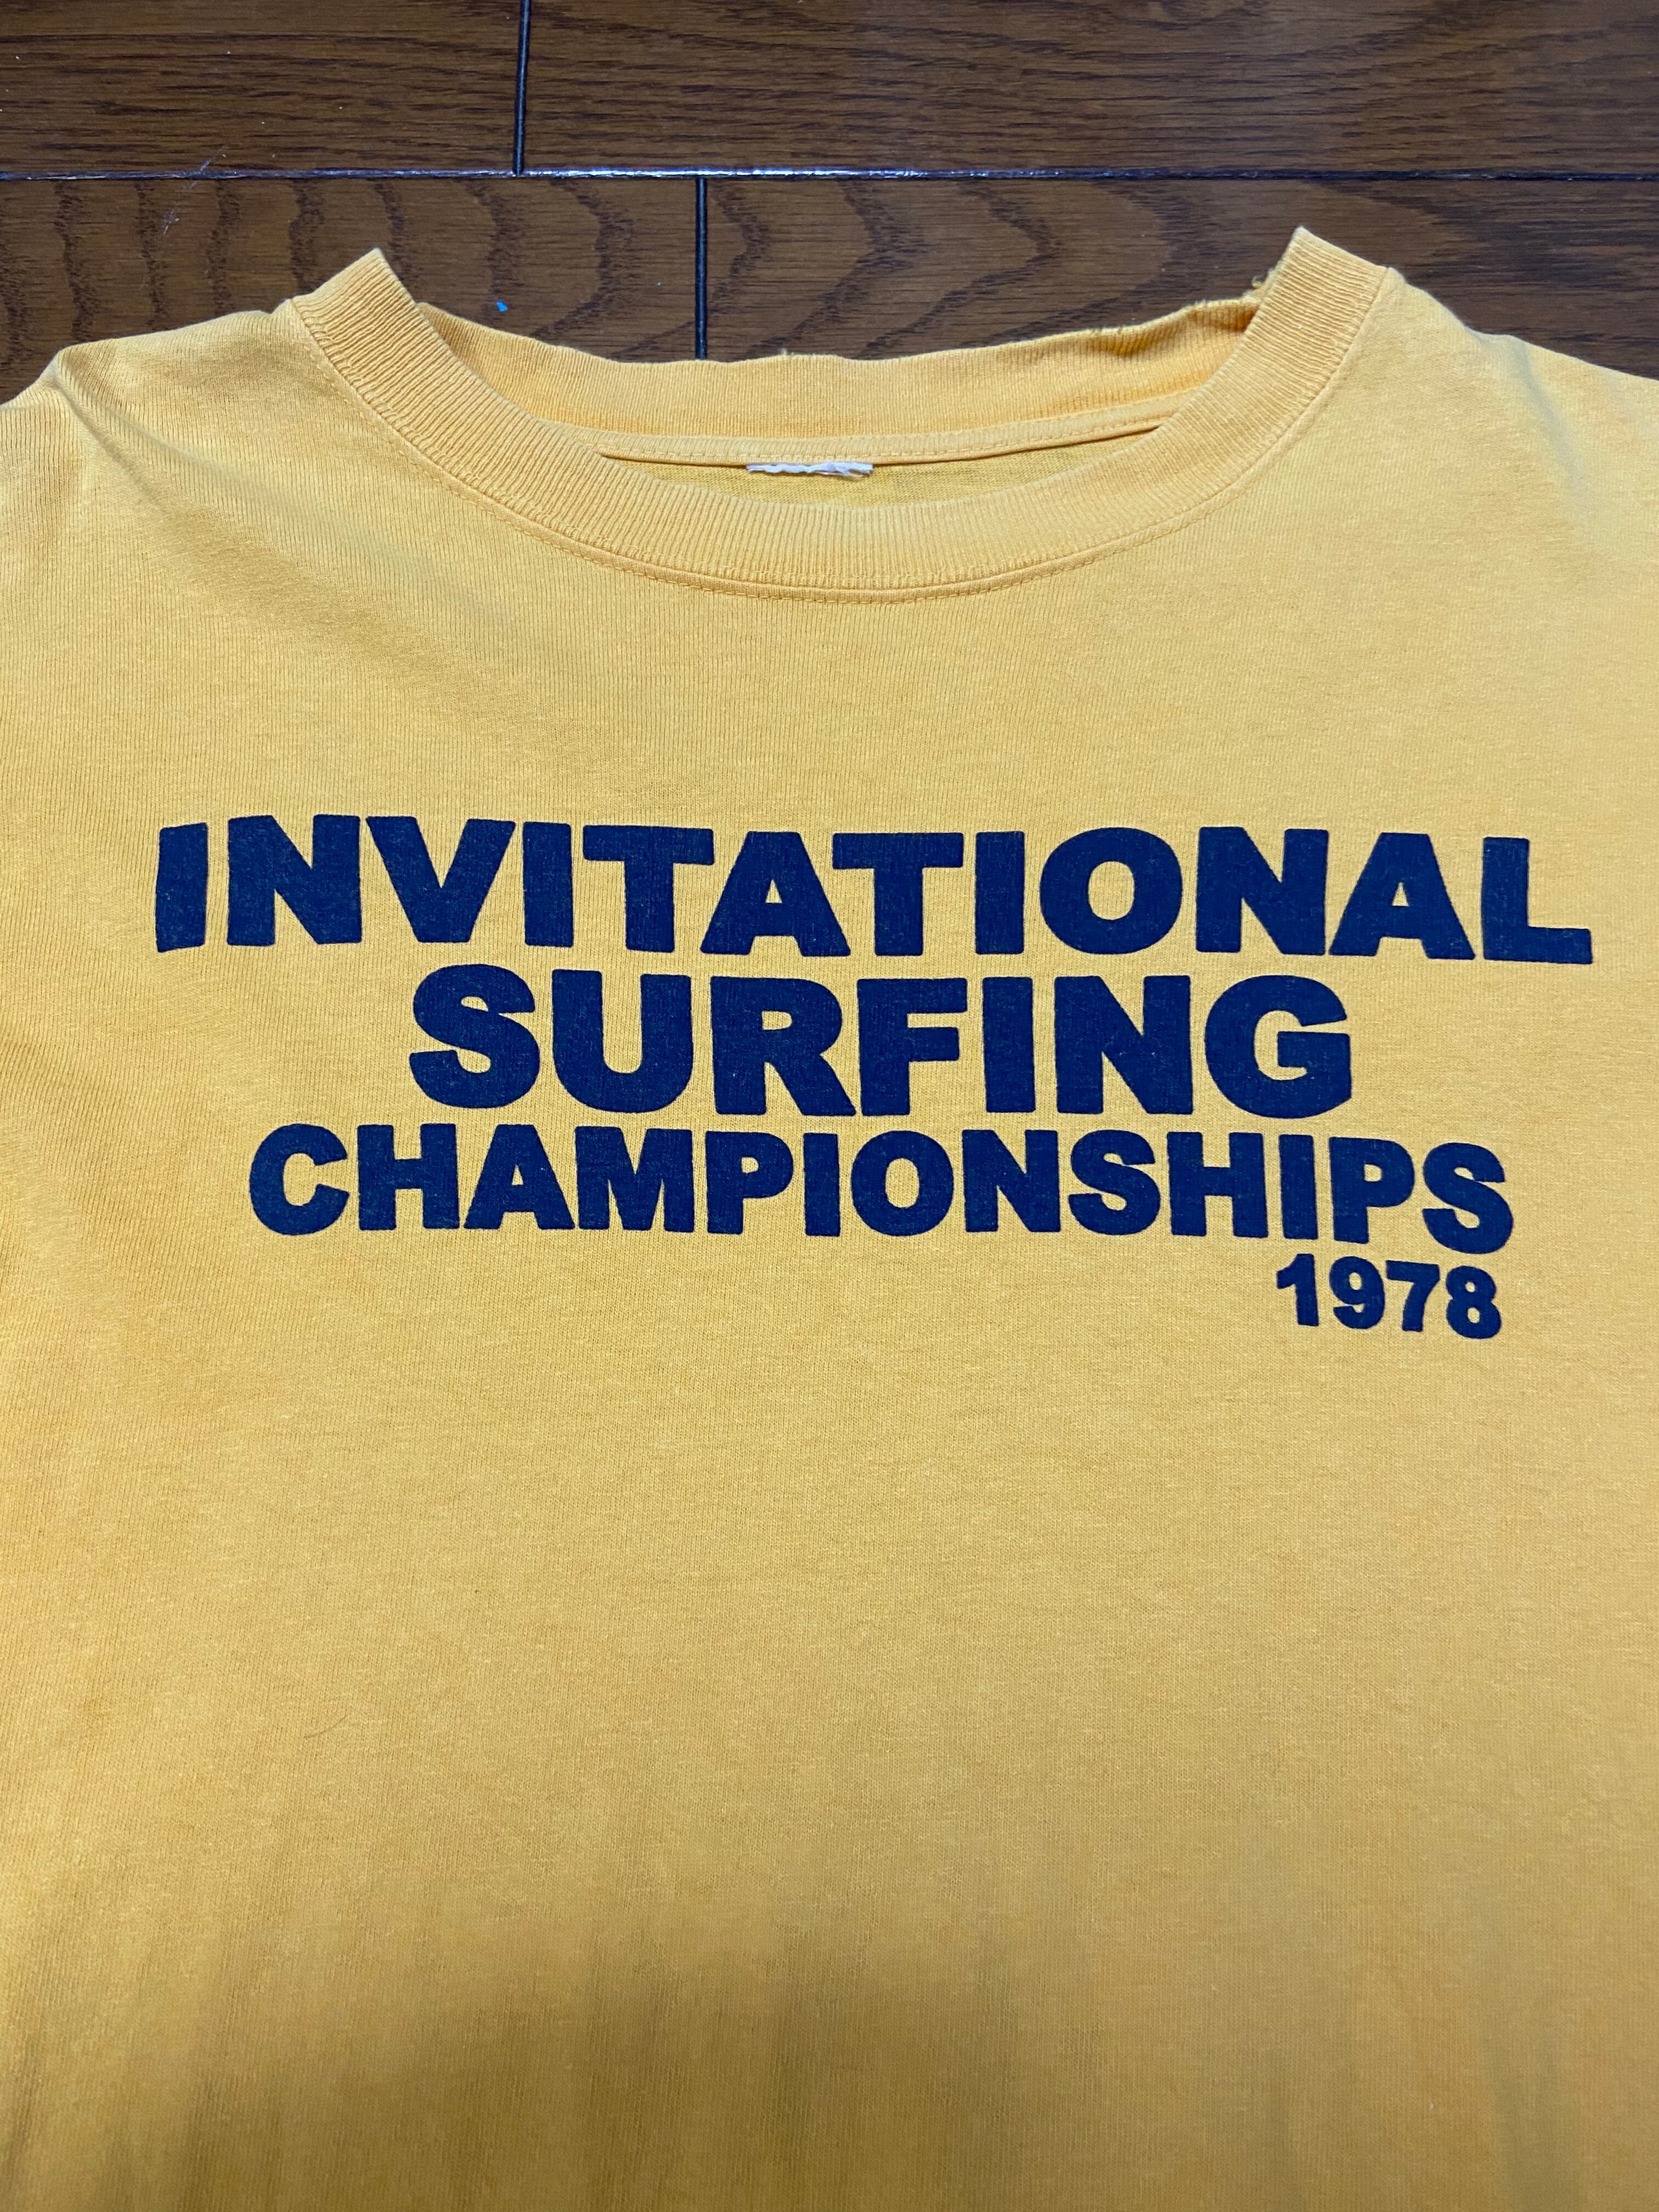 INVITATIONAL
SURFING
CHAMPIONSHIPS
1978